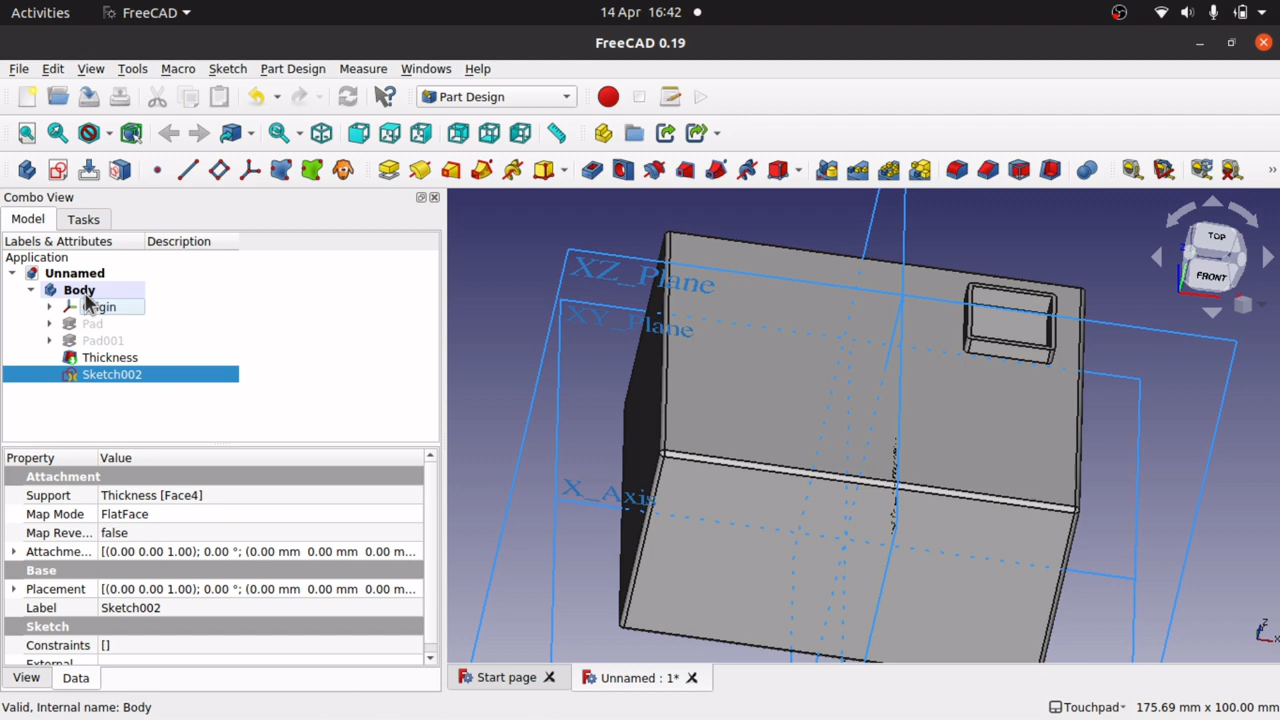 Activities
FreeCAD
14 Apr 16:42
FreeCAD 0.19
File Edit View Tools Macro Sketch Part Design Measure Windows Help
Part Design
Combo View
Model Tasks
Labels & Attributes Description
Application
Unnamed
Body
Pad
Pad001
Thickness
Sketch002
Property Value
Attachment
Support Thickness [Face4]
Map Mode FlatFace
Map Reve... false
Attachme... [(0.00 0.00 1.00); 0.00 °; (0.00 mm 0.00 mm 0.00 m...
Base
Placement [(0.00 0.00 1.00); 0.00 °; (0.00 mm 0.00 mm 0.00 m...
Label Sketch002
Sketch
Constraints []
View Data
XZ_Plane
XY_Plane
X_Axis
TOP
FRONT
Z
X
Start page
Unnamed : 1*
Valid, Internal name: Body
Touchpad
175.69 mm x 100.00 mm